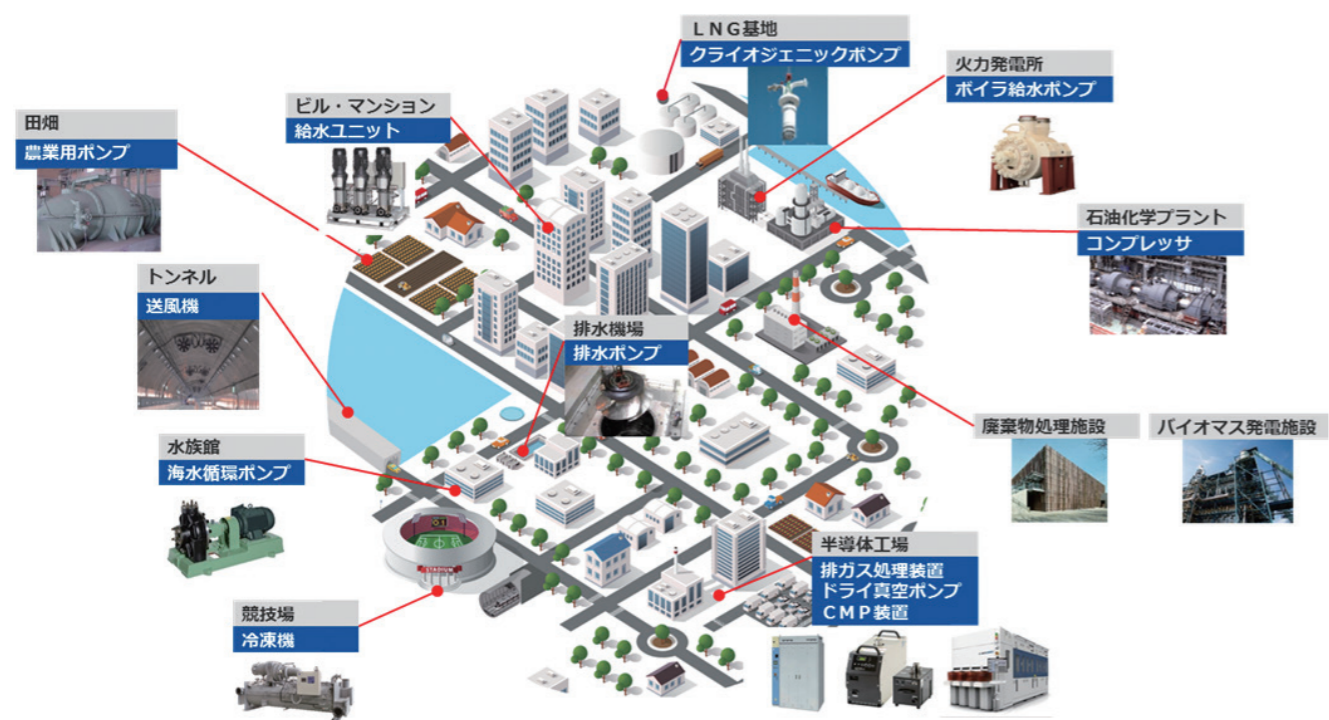 ＬＮＧ基地
クライオジェニックポンプ
火力発電所
ボイラ給水ポンプ
ビル・マンション
給水ユニット
田畑
農業用ポンプ
石油化学プラント
コンプレッサ
トンネル
送風機
排水機場
排水ポンプ
水族館
海水循環ポンプ
廃棄物処理施設
バイオマス発電施設
STADIUM
半導体工場
排ガス処理装置
ドライ真空ポンプ
ＣＭＰ装置
競技場
冷凍機